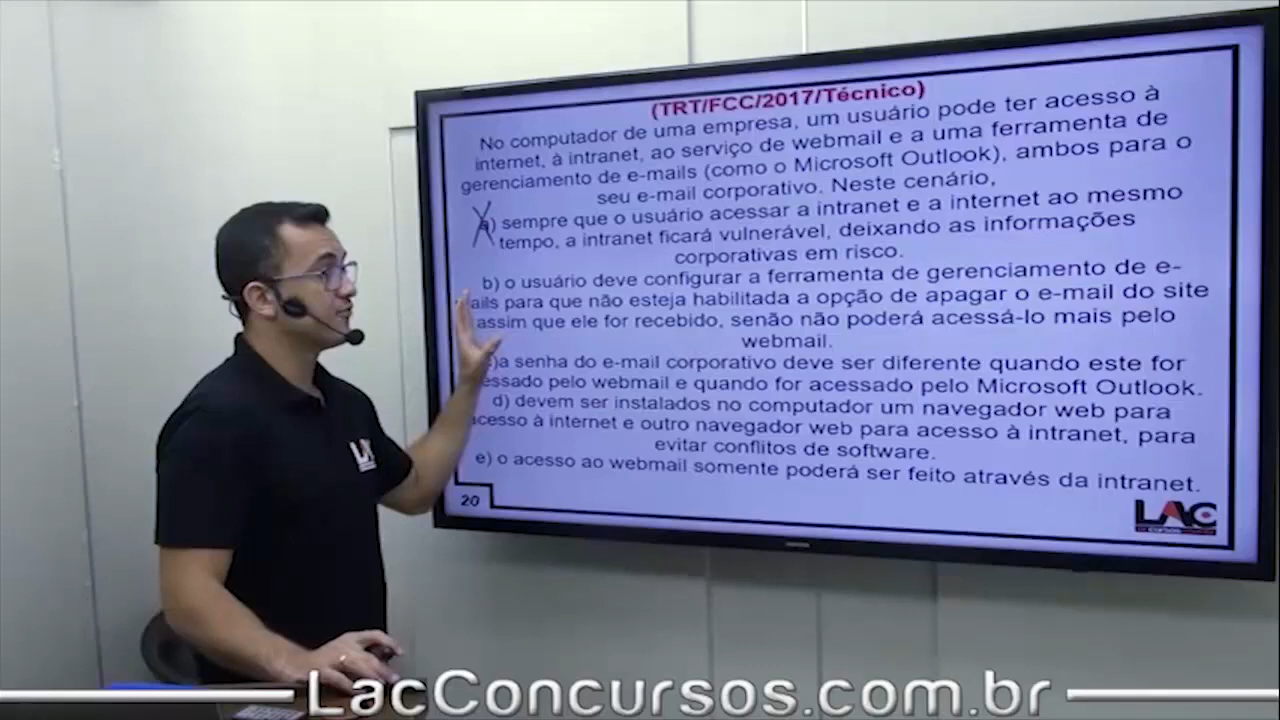 (TRT/FCC/2017/Técnico)
No computador de uma empresa, um usuário pode ter acesso à
internet, à intranet, ao serviço de webmail e a uma ferramenta de
gerenciamento de e-mails (como o Microsoft Outlook), ambos para o
seu e-mail corporativo. Neste cenário,
a) sempre que o usuário acessar a intranet e a internet ao mesmo
tempo, a intranet ficará vulnerável, deixando as informações
corporativas em risco.
b) o usuário deve configurar a ferramenta de gerenciamento de e-
ails para que não esteja habilitada a opção de apagar o e-mail do site
assim que ele for recebido, senão não poderá acessá-lo mais pelo
webmail.
)a senha do e-mail corporativo deve ser diferente quando este for
essado pelo webmail e quando for acessado pelo Microsoft Outlook.
d) devem ser instalados no computador um navegador web para
acesso à internet e outro navegador web para acesso à intranet, para
evitar conflitos de software.
e) o acesso ao webmail somente poderá ser feito através da intranet.
20
LAC
CONCURSOS
LAC
LacConcursos.com.br